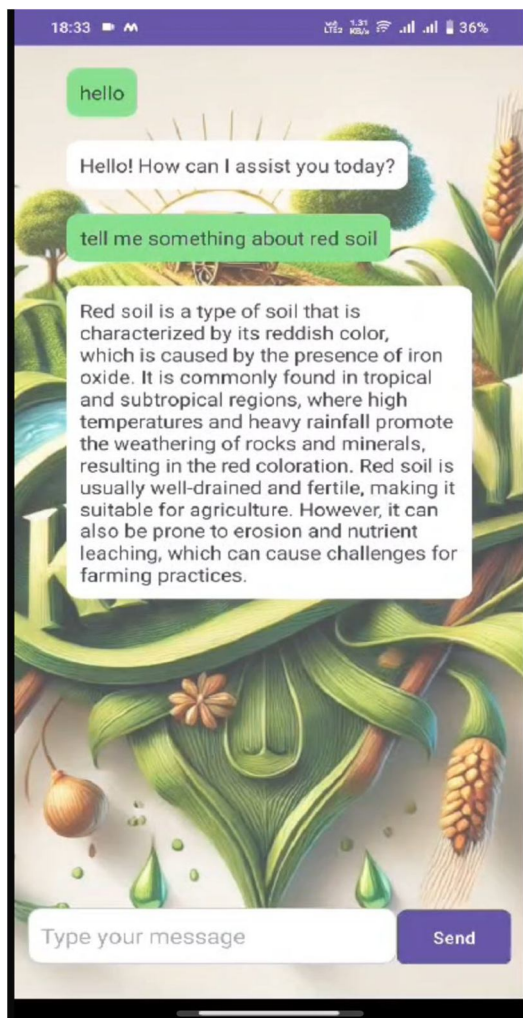 18:33
Vo) LTE2 1.31 KB/s 36%
hello
Hello! How can I assist you today?
tell me something about red soil
Red soil is a type of soil that is
characterized by its reddish color,
which is caused by the presence of iron
oxide. It is commonly found in tropical
and subtropical regions, where high
temperatures and heavy rainfall promote
the weathering of rocks and minerals,
resulting in the red coloration. Red soil is
usually well-drained and fertile, making it
suitable for agriculture. However, it can
also be prone to erosion and nutrient
leaching, which can cause challenges for
farming practices.
Type your message
Send